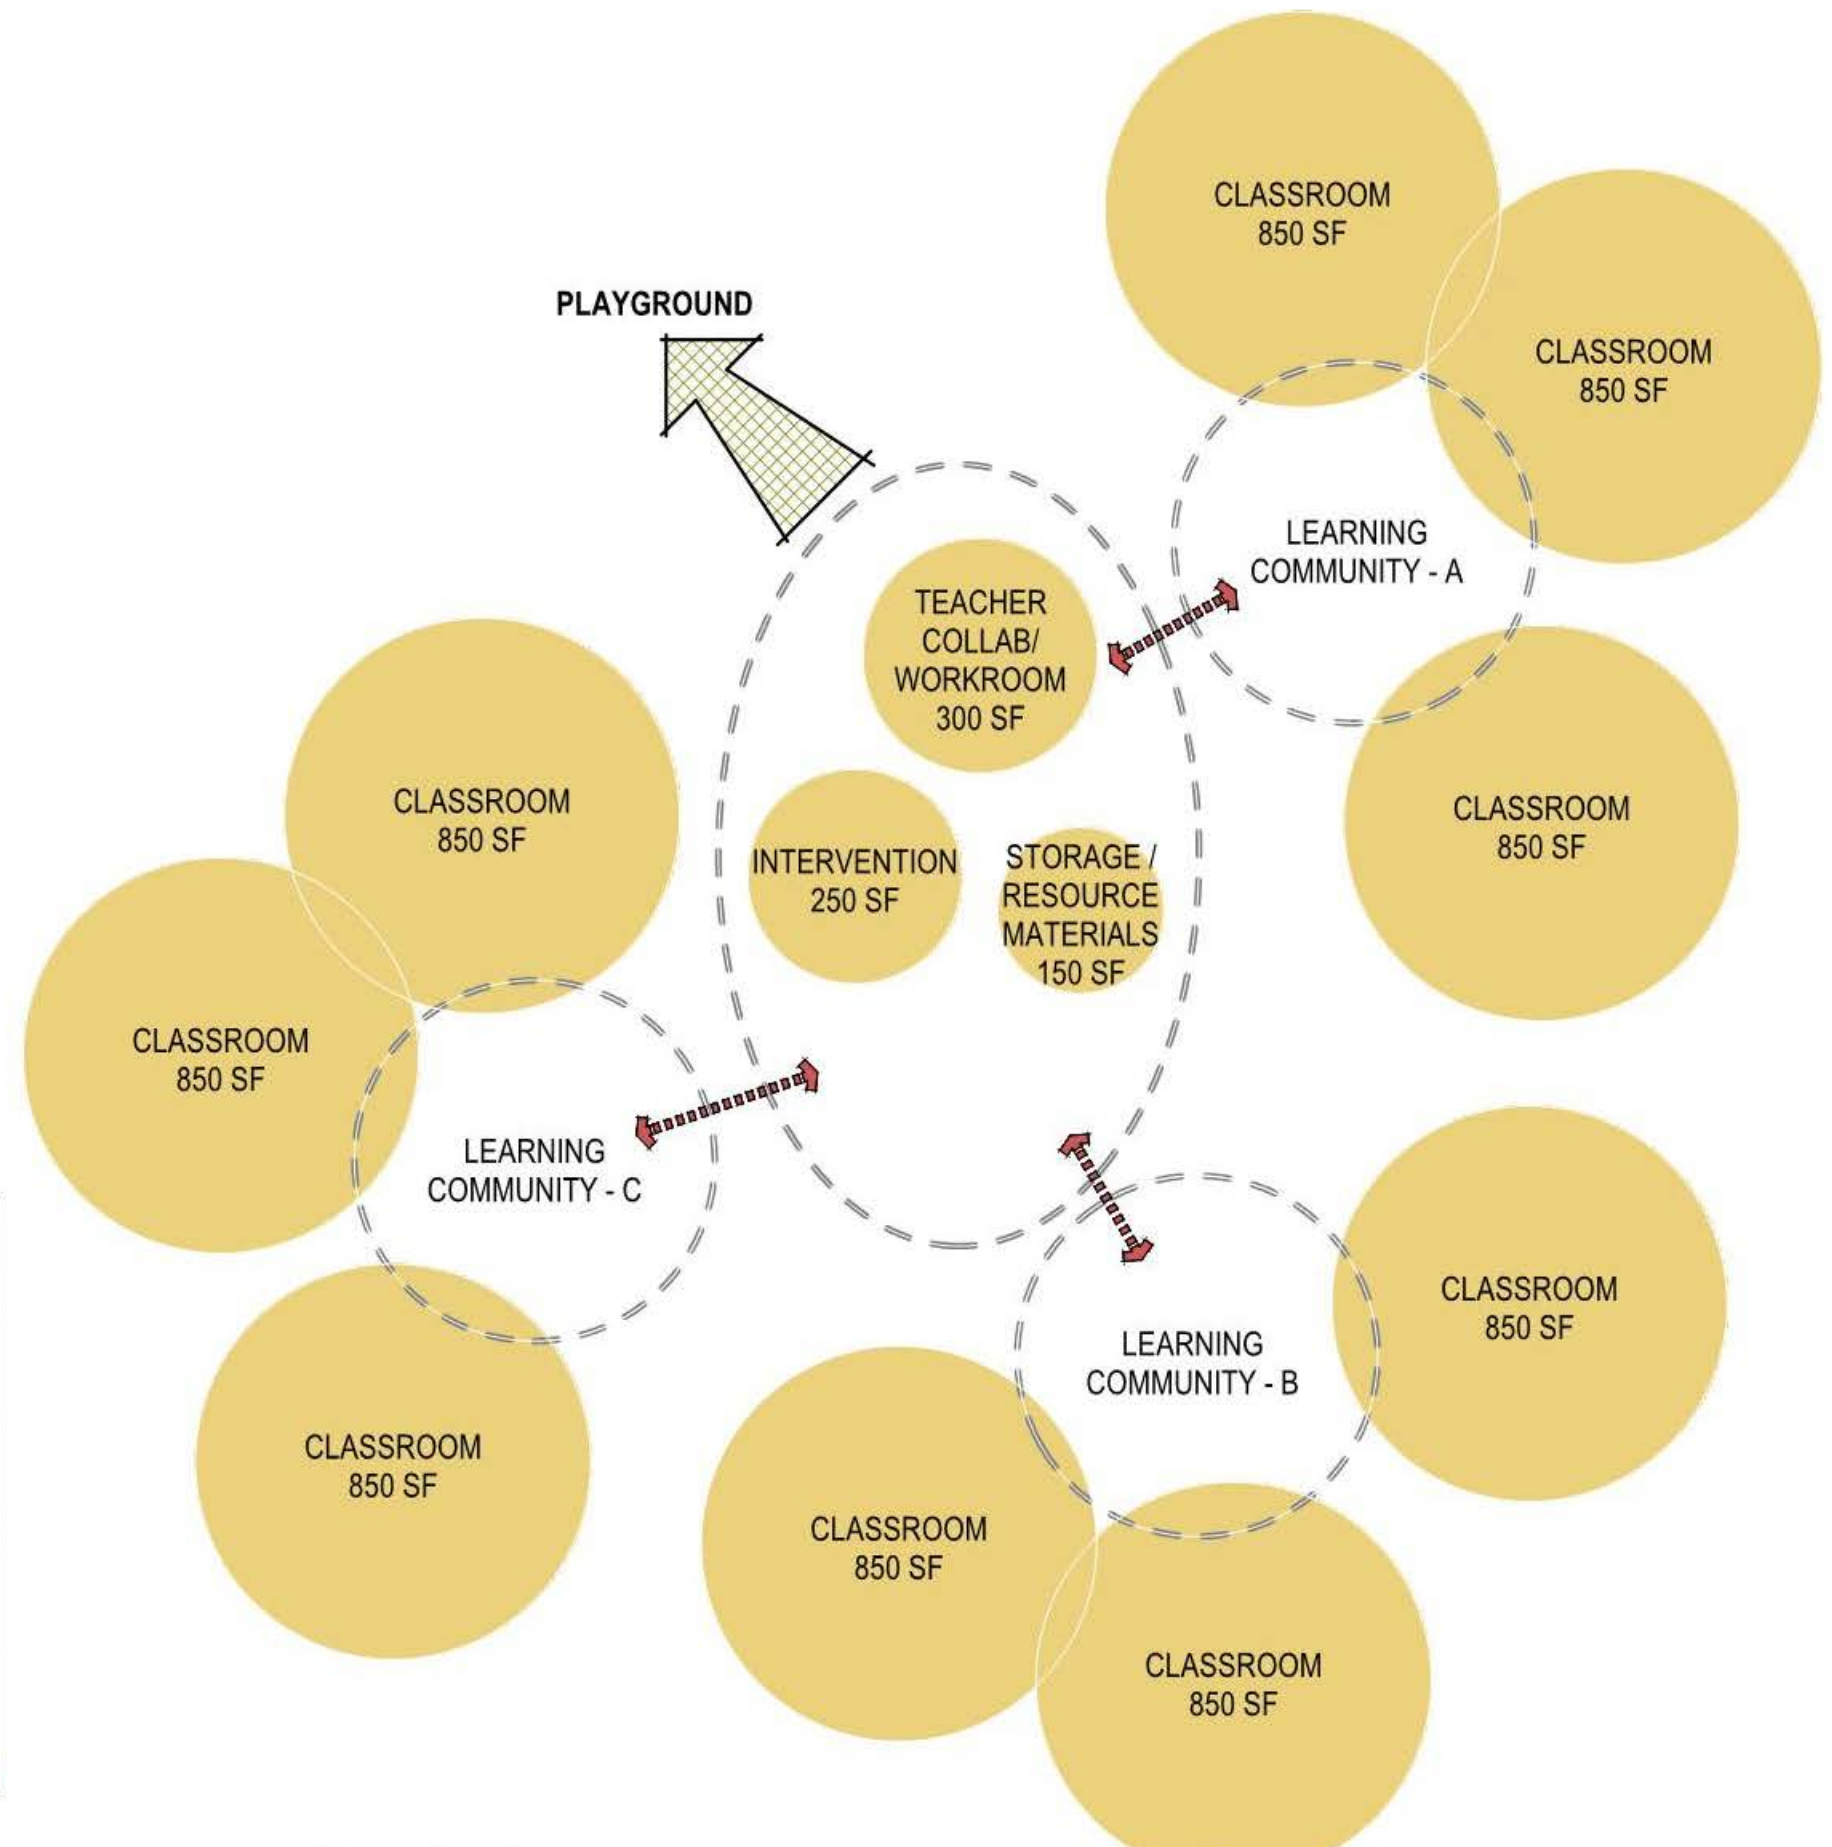 CLASSROOM
850 SF
CLASSROOM
850 SF
PLAYGROUND
LEARNING
COMMUNITY - A
TEACHER
COLLAB/
WORKROOM
300 SF
CLASSROOM
850 SF
CLASSROOM
850 SF
INTERVENTION
250 SF
STORAGE /
RESOURCE
MATERIALS
150 SF
CLASSROOM
850 SF
LEARNING
COMMUNITY - C
CLASSROOM
850 SF
LEARNING
COMMUNITY - B
CLASSROOM
850 SF
CLASSROOM
850 SF
CLASSROOM
850 SF